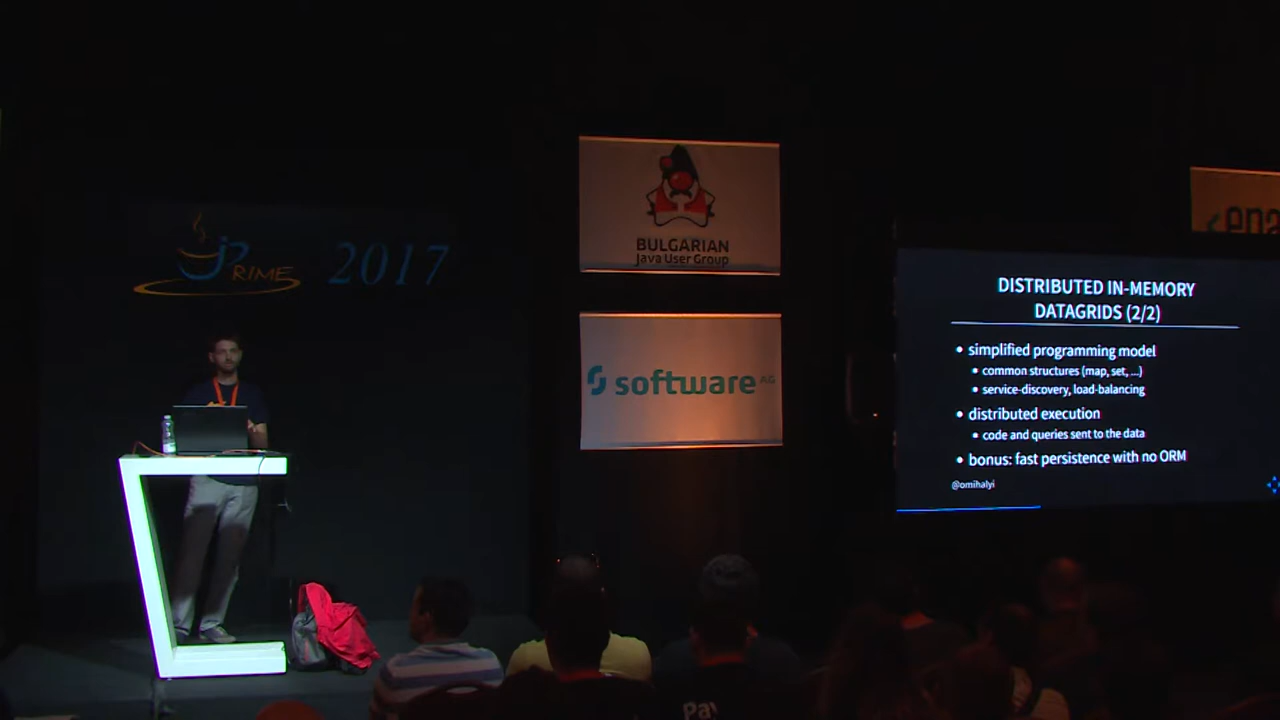 JPRIME 2017
BULGARIAN
Java User Group
software AG
DISTRIBUTED IN-MEMORY
DATAGRIDS (2/2)
• simplified programming model
• common structures (map, set, ...)
• service-discovery, load-balancing
• distributed execution
• code and queries sent to the data
• bonus: fast persistence with no ORM
@omihalyi